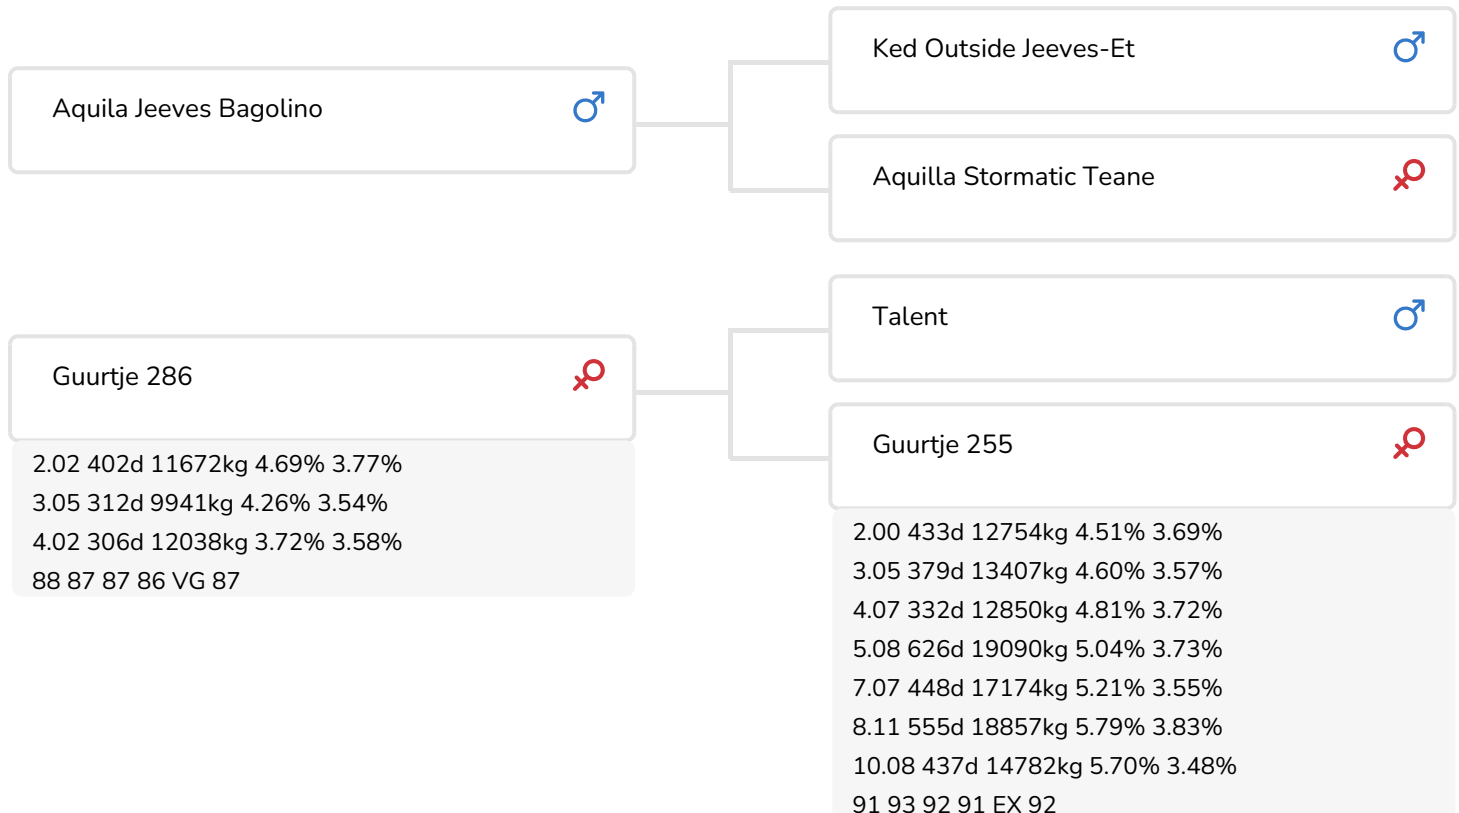 Aquila Jeeves Bagolino
Ked Outside Jeeves-Et
Aquilla Stormatic Teane
Guurtje 286
2.02 402d 11672kg 4.69% 3.77%
3.05 312d 9941kg 4.26% 3.54%
4.02 306d 12038kg 3.72% 3.58%
88 87 87 86 VG 87
Talent
Guurtje 255
2.00 433d 12754kg 4.51% 3.69%
3.05 379d 13407kg 4.60% 3.57%
4.07 332d 12850kg 4.81% 3.72%
5.08 626d 19090kg 5.04% 3.73%
7.07 448d 17174kg 5.21% 3.55%
8.11 555d 18857kg 5.79% 3.83%
10.08 437d 14782kg 5.70% 3.48%
91 93 92 91 EX 92